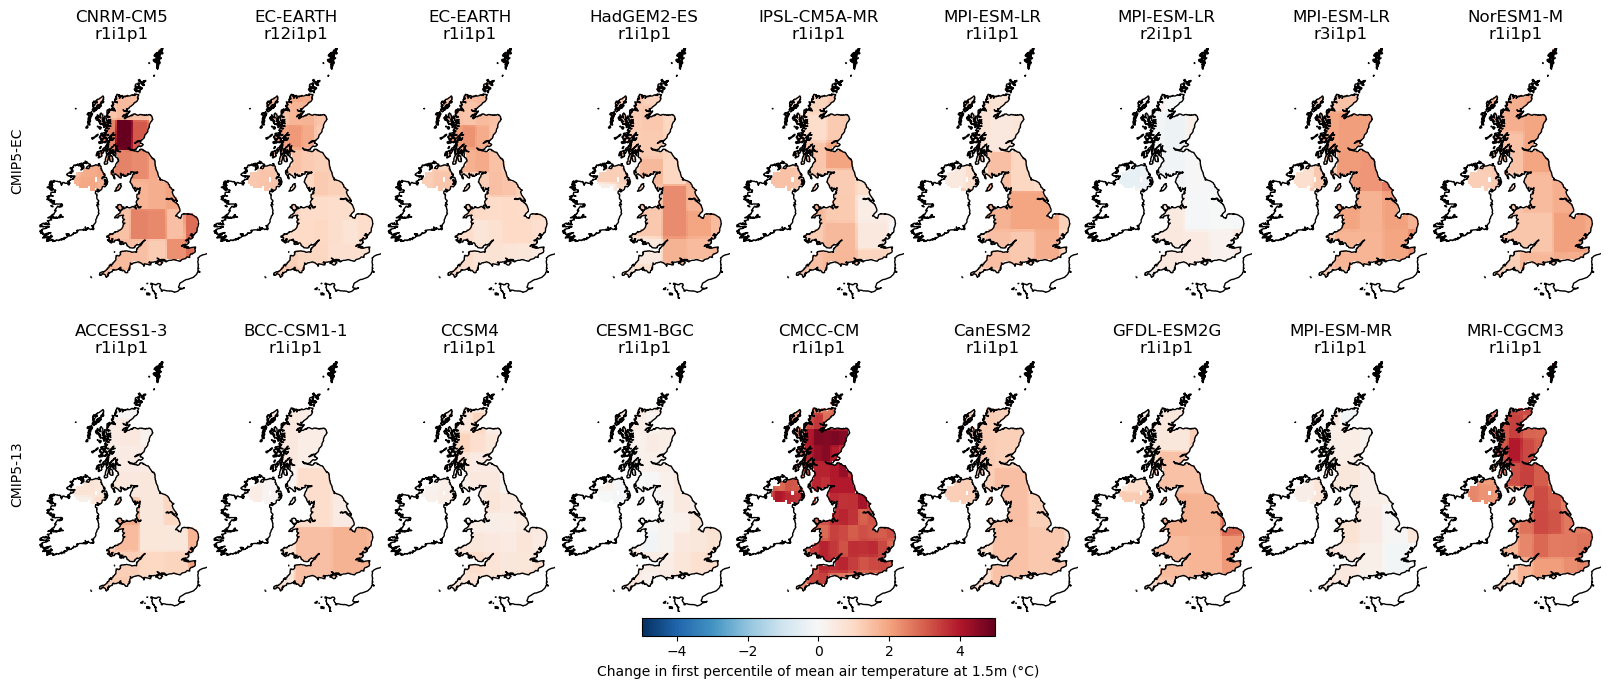 CNRM-CM5
r1i1p1
EC-EARTH
r12i1p1
EC-EARTH
r1i1p1
HadGEM2-ES
r1i1p1
IPSL-CM5A-MR
r1i1p1
MPI-ESM-LR
r1i1p1
MPI-ESM-LR
r2i1p1
MPI-ESM-LR
r3i1p1
NorESM1-M
r1i1p1
CMIP5-EC
ACCESS1-3
r1i1p1
BCC-CSM1-1
r1i1p1
CCSM4
r1i1p1
CESM1-BGC
r1i1p1
CMCC-CM
r1i1p1
CanESM2
r1i1p1
GFDL-ESM2G
r1i1p1
MPI-ESM-MR
r1i1p1
MRI-CGCM3
r1i1p1
CMIP5-13
−4 −2 0 2 4
Change in first percentile of mean air temperature at 1.5m (°C)